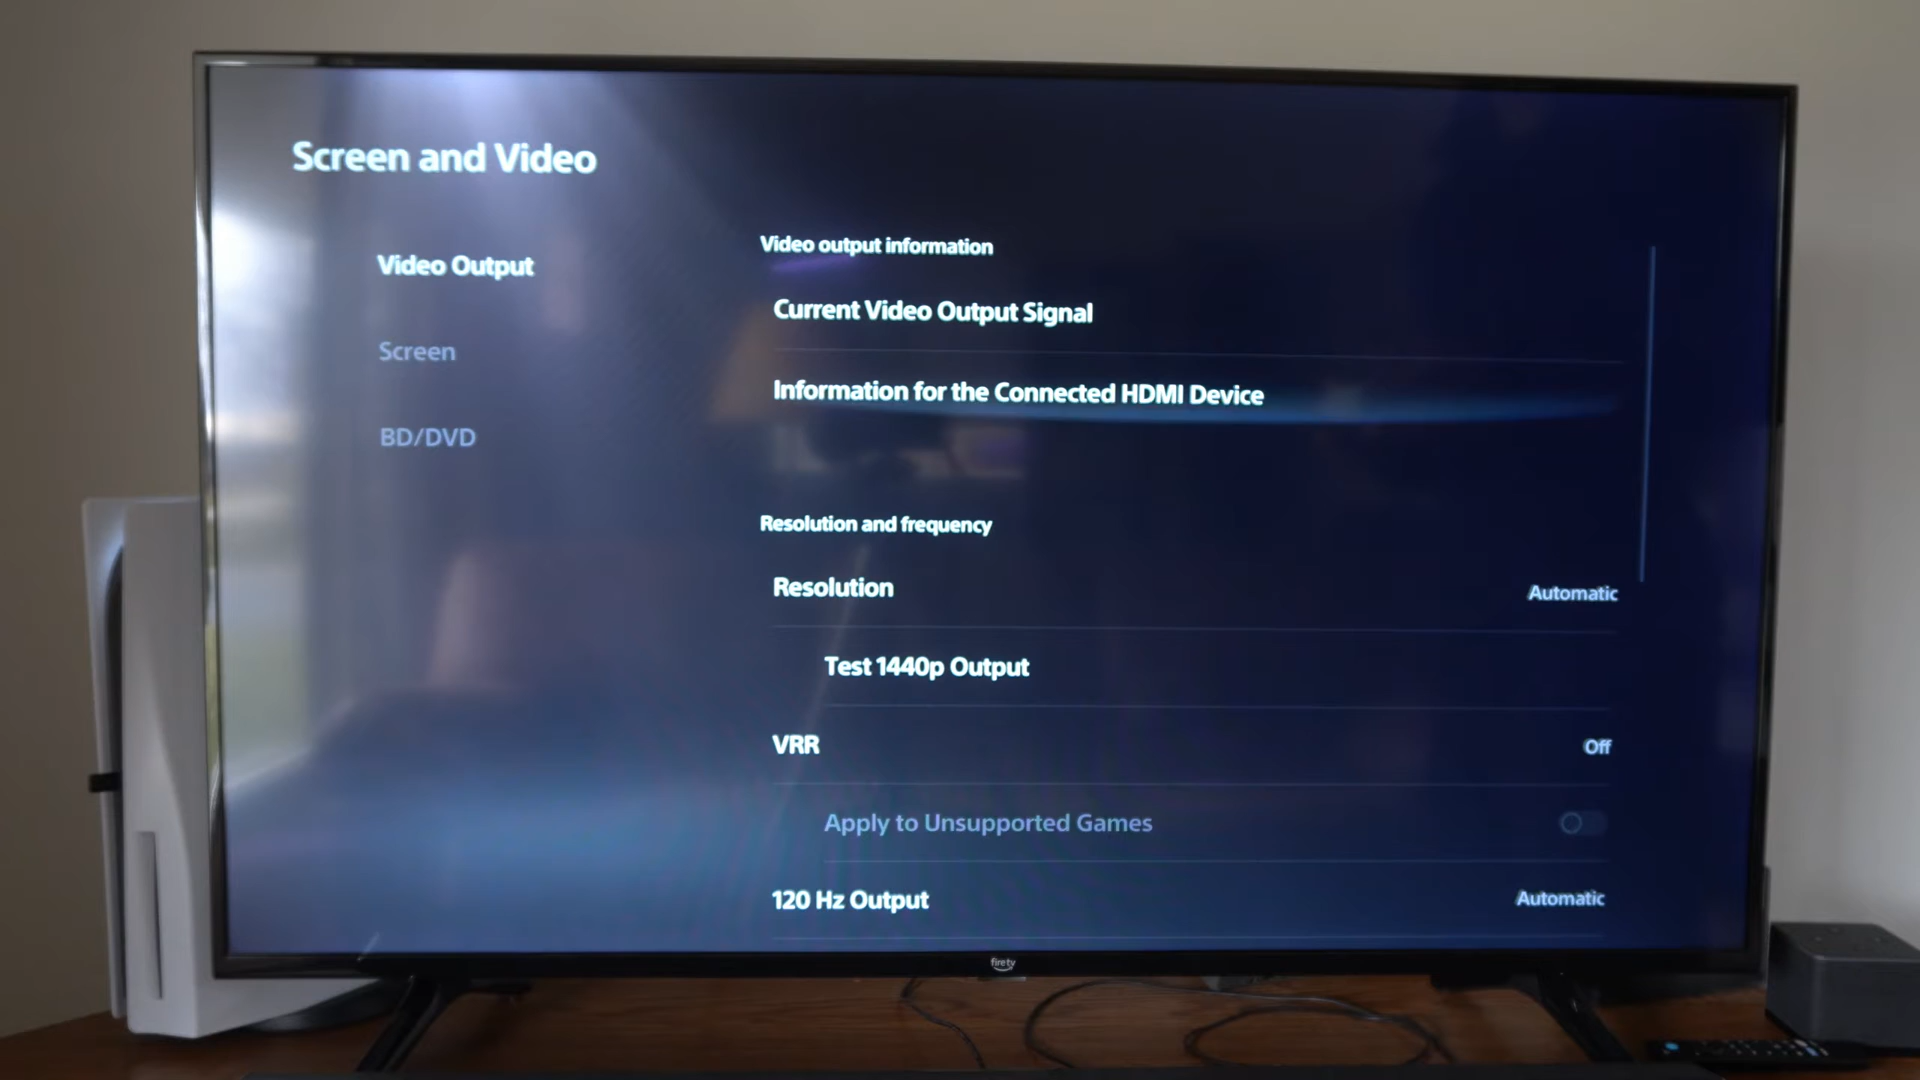 Screen and Video
Video Output
Screen
BD/DVD
Video output information
Current Video Output Signal
Information for the Connected HDMI Device
Resolution and frequency
Resolution Automatic
Test 1440p Output
VRR Off
Apply to Unsupported Games
120 Hz Output Automatic
firetv